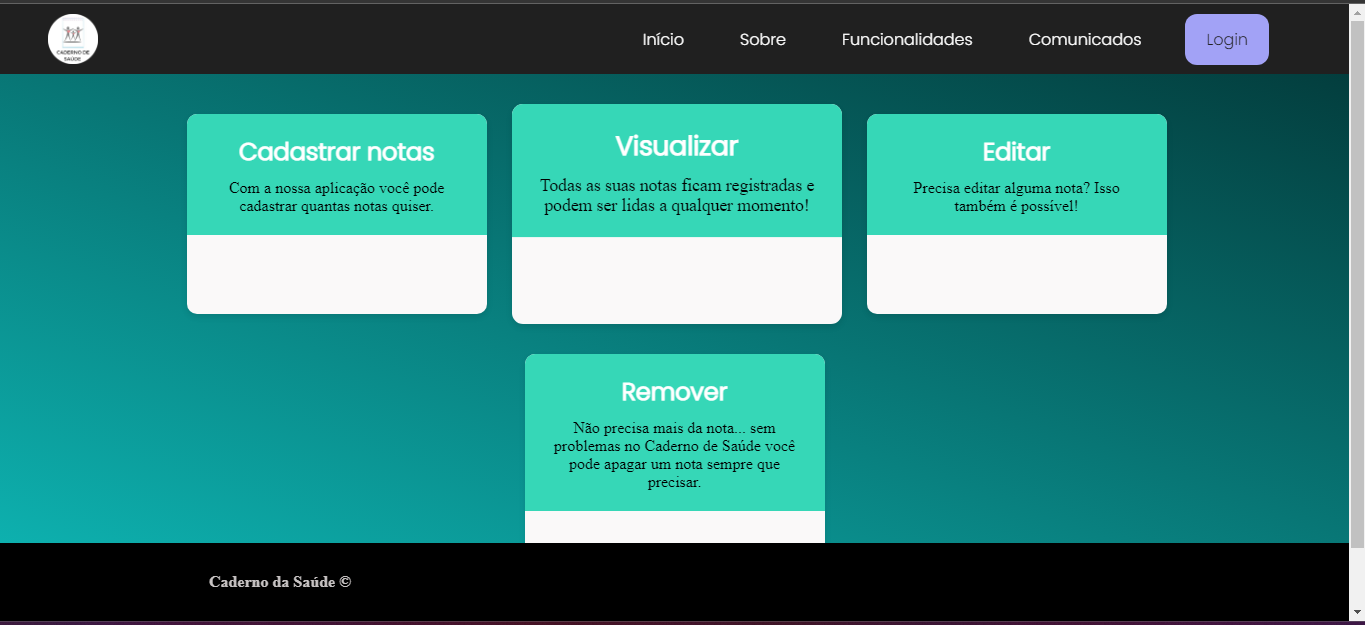 CADERNO DE
SAÚDE
Início
Sobre
Funcionalidades
Comunicados
Login
Cadastrar notas
Com a nossa aplicação você pode
cadastrar quantas notas quiser.
Visualizar
Todas as suas notas ficam registradas e
podem ser lidas a qualquer momento!
Editar
Precisa editar alguma nota? Isso
também é possível!
Remover
Não precisa mais da nota... sem
problemas no Caderno de Saúde você
pode apagar um nota sempre que
precisar.
Caderno da Saúde ©